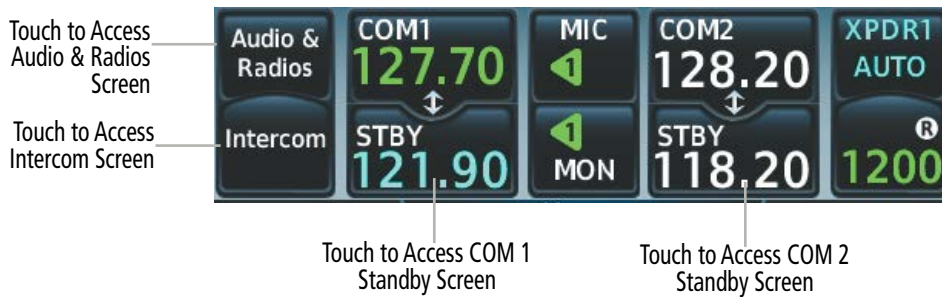 Touch to Access
Audio & Radios
Screen
Touch to Access
Intercom Screen
Audio &
Radios
Intercom
COM1
127.70
STBY
121.90
MIC
1
1
MON
COM2
128.20
STBY
118.20
XPDR1
AUTO
R
1200
Touch to Access COM 1
Standby Screen
Touch to Access COM 2
Standby Screen